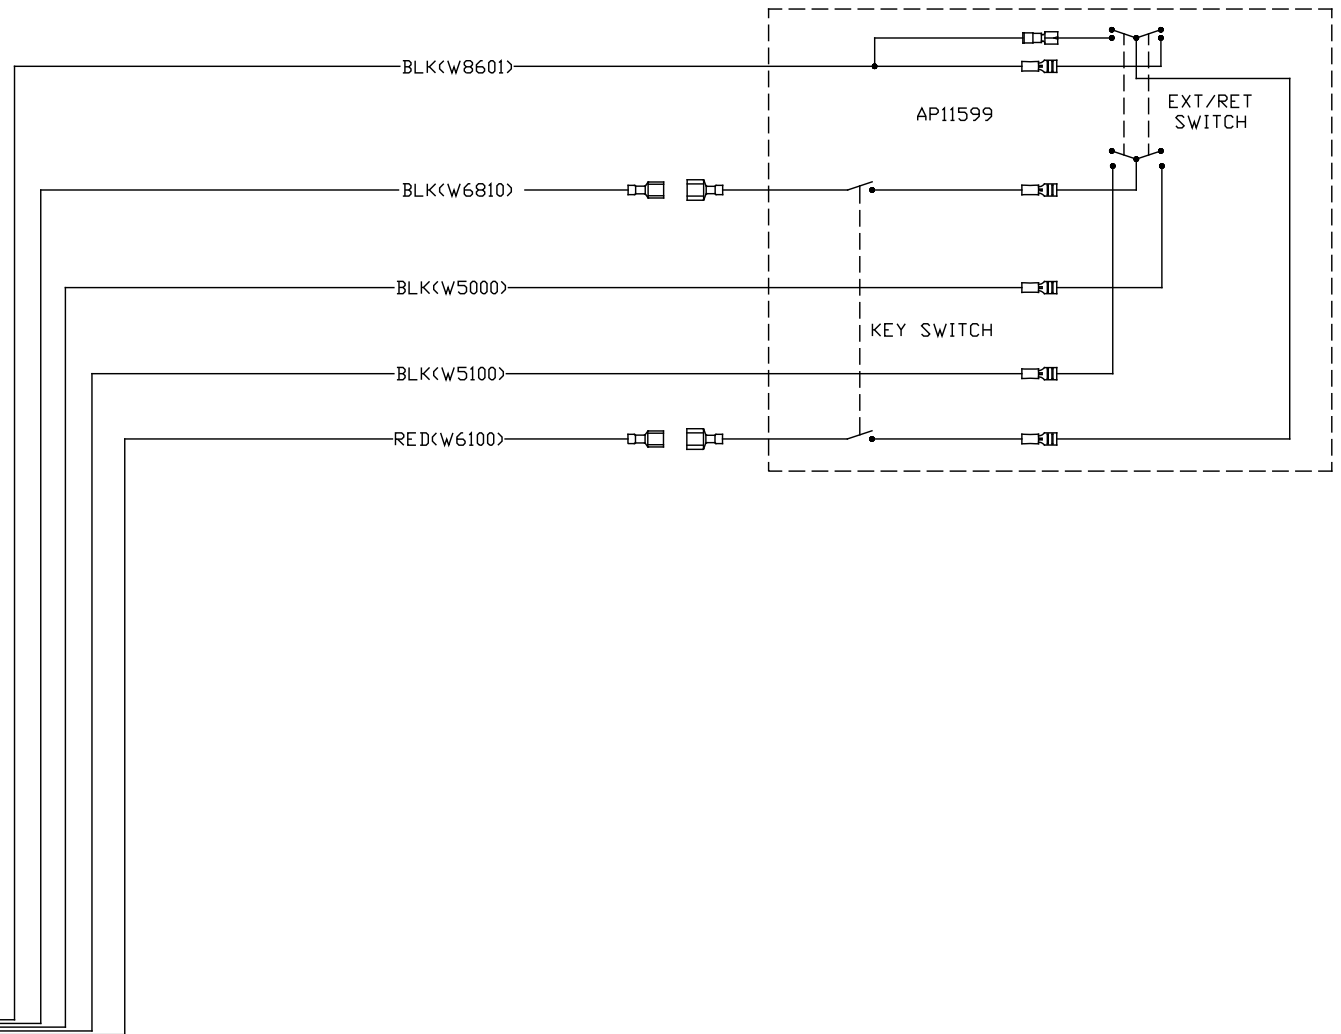 BLK(W8601)
AP11599
EXT/RET
SWITCH
BLK(W6810)
BLK(W5000)
KEY SWITCH
BLK(W5100)
RED(W6100)